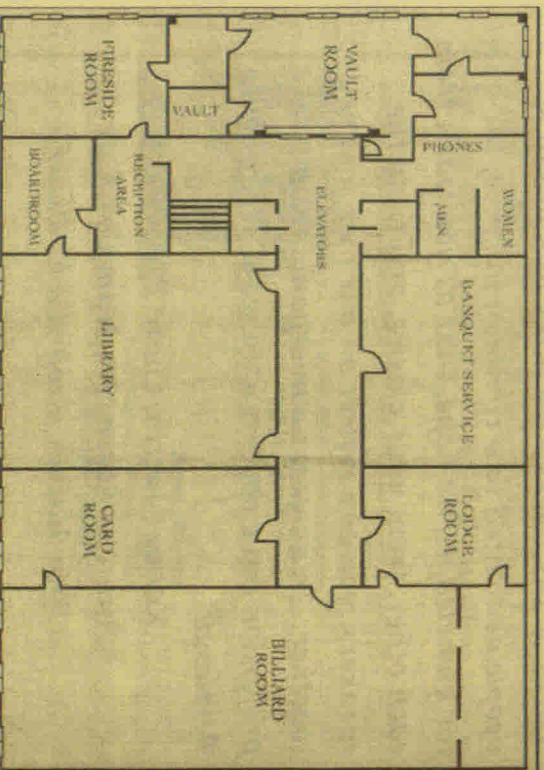 WOMEN
BANQUET SERVICE
LODGE
ROOM
PHONES
MEN
VAULT
ROOM
ELEVATORS
BILLIARD
ROOM
VAULT
RECEPTION
AREA
FIRESIDE
ROOM
LIBRARY
CARD
ROOM
BOARDROOM